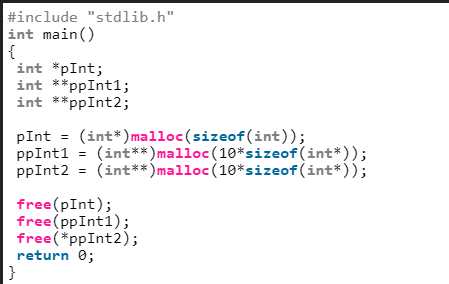 #include "stdlib.h"
int main()
{
int *pInt;
int **ppInt1;
int **ppInt2;
pInt = (int*)malloc(sizeof(int));
ppInt1 = (int**)malloc(10*sizeof(int*));
ppInt2 = (int**)malloc(10*sizeof(int*));
free(pInt);
free(ppInt1);
free(*ppInt2);
return 0;
}